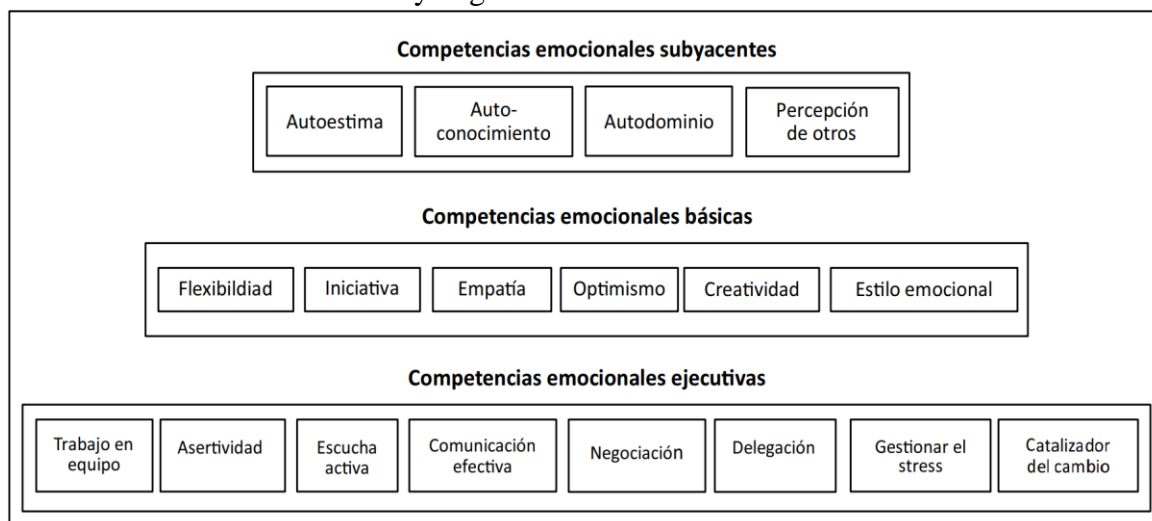 Competencias emocionales subyacentes
Autoestima
Auto-
conocimiento
Autodominio
Percepción
de otros
Competencias emocionales básicas
Flexibildiad
Iniciativa
Empatía
Optimismo
Creatividad
Estilo emocional
Competencias emocionales ejecutivas
Trabajo en
equipo
Asertividad
Escucha
activa
Comunicación
efectiva
Negociación
Delegación
Gestionar el
stress
Catalizador
del cambio